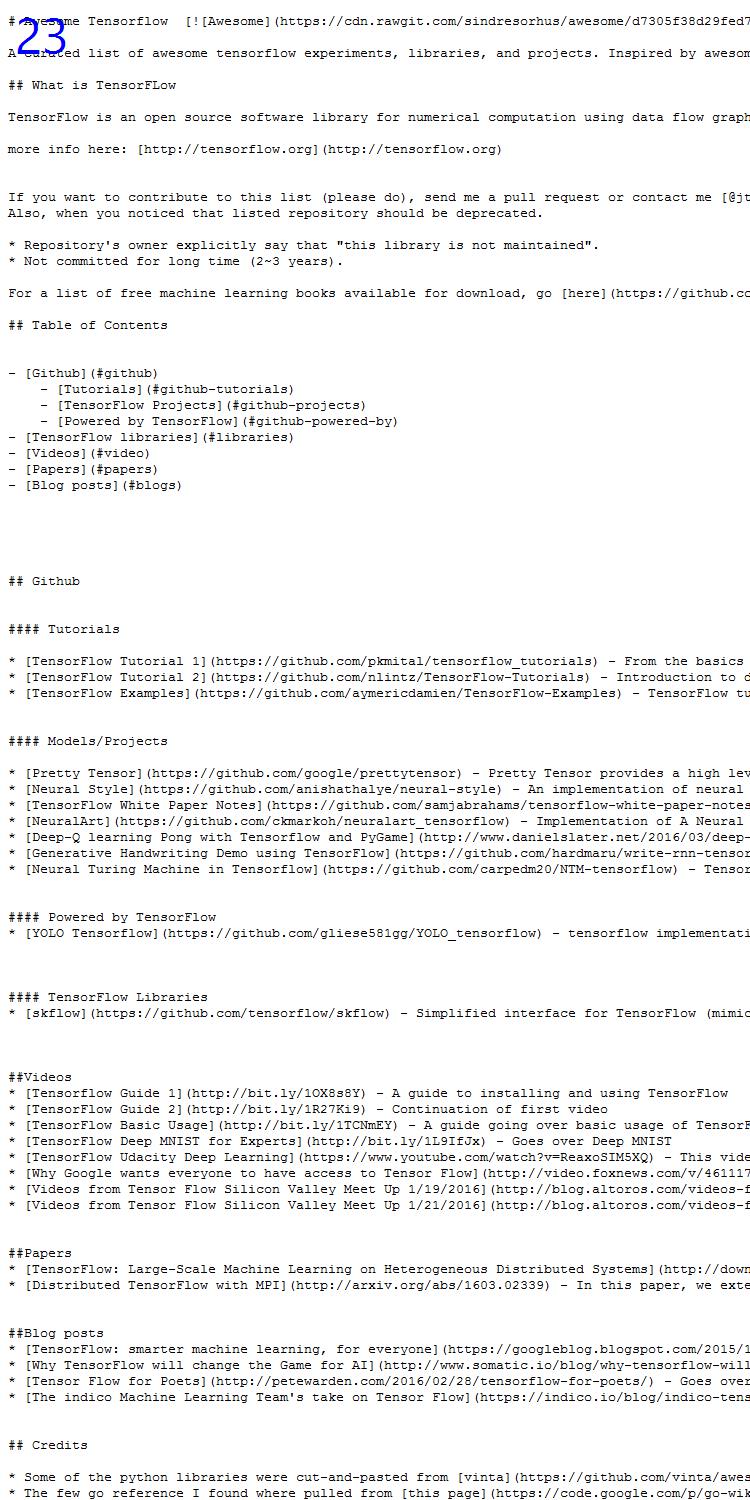 23
# Awesome Tensorflow  [![Awesome](https://cdn.rawgit.com/sindresorhus/awesome/d7305f38d29fed7
A curated list of awesome tensorflow experiments, libraries, and projects. Inspired by awesom
## What is TensorFLow
TensorFlow is an open source software library for numerical computation using data flow graph
more info here: [http://tensorflow.org](http://tensorflow.org)
If you want to contribute to this list (please do), send me a pull request or contact me [@jt
Also, when you noticed that listed repository should be deprecated.
* Repository's owner explicitly say that "this library is not maintained".
* Not committed for long time (2~3 years).
For a list of free machine learning books available for download, go [here](https://github.co
## Table of Contents
- [Github](#github)
    - [Tutorials](#github-tutorials)
    - [TensorFlow Projects](#github-projects)
    - [Powered by TensorFlow](#github-powered-by)
- [TensorFlow libraries](#libraries)
- [Videos](#video)
- [Papers](#papers)
- [Blog posts](#blogs)
## Github
#### Tutorials
* [TensorFlow Tutorial 1](https://github.com/pkmital/tensorflow_tutorials) - From the basics
* [TensorFlow Tutorial 2](https://github.com/nlintz/TensorFlow-Tutorials) - Introduction to d
* [TensorFlow Examples](https://github.com/aymericdamien/TensorFlow-Examples) - TensorFlow tu
#### Models/Projects
* [Pretty Tensor](https://github.com/google/prettytensor) - Pretty Tensor provides a high lev
* [Neural Style](https://github.com/anishathalye/neural-style) - An implementation of neural
* [TensorFlow White Paper Notes](https://github.com/samjabrahams/tensorflow-white-paper-notes
* [NeuralArt](https://github.com/ckmarkoh/neuralart_tensorflow) - Implementation of A Neural
* [Deep-Q learning Pong with Tensorflow and PyGame](http://www.danielslater.net/2016/03/deep-
* [Generative Handwriting Demo using TensorFlow](https://github.com/hardmaru/write-rnn-tensor
* [Neural Turing Machine in Tensorflow](https://github.com/carpedm20/NTM-tensorflow) - Tensor
#### Powered by TensorFlow
* [YOLO Tensorflow](https://github.com/gliese581gg/YOLO_tensorflow) - tensorflow implementati
#### TensorFlow Libraries
* [skflow](https://github.com/tensorflow/skflow) - Simplified interface for TensorFlow (mimic
##Videos
* [Tensorflow Guide 1](http://bit.ly/1OX8s8Y) - A guide to installing and using TensorFlow
* [TensorFlow Guide 2](http://bit.ly/1R27Ki9) - Continuation of first video
* [TensorFlow Basic Usage](http://bit.ly/1TCNmEY) - A guide going over basic usage of TensorF
* [TensorFlow Deep MNIST for Experts](http://bit.ly/1L9IfJx) - Goes over Deep MNIST
* [TensorFlow Udacity Deep Learning](https://www.youtube.com/watch?v=ReaxoSIM5XQ) - This vide
* [Why Google wants everyone to have access to Tensor Flow](http://video.foxnews.com/v/461117
* [Videos from Tensor Flow Silicon Valley Meet Up 1/19/2016](http://blog.altoros.com/videos-f
* [Videos from Tensor Flow Silicon Valley Meet Up 1/21/2016](http://blog.altoros.com/videos-f
##Papers
* [TensorFlow: Large-Scale Machine Learning on Heterogeneous Distributed Systems](http://down
* [Distributed TensorFlow with MPI](http://arxiv.org/abs/1603.02339) - In this paper, we exte
##Blog posts
* [TensorFlow: smarter machine learning, for everyone](https://googleblog.blogspot.com/2015/1
* [Why TensorFlow will change the Game for AI](http://www.somatic.io/blog/why-tensorflow-will
* [Tensor Flow for Poets](http://petewarden.com/2016/02/28/tensorflow-for-poets/) - Goes over
* [The indico Machine Learning Team's take on Tensor Flow](https://indico.io/blog/indico-tens
## Credits
* Some of the python libraries were cut-and-pasted from [vinta](https://github.com/vinta/awes
* The few go reference I found where pulled from [this page](https://code.google.com/p/go-wik